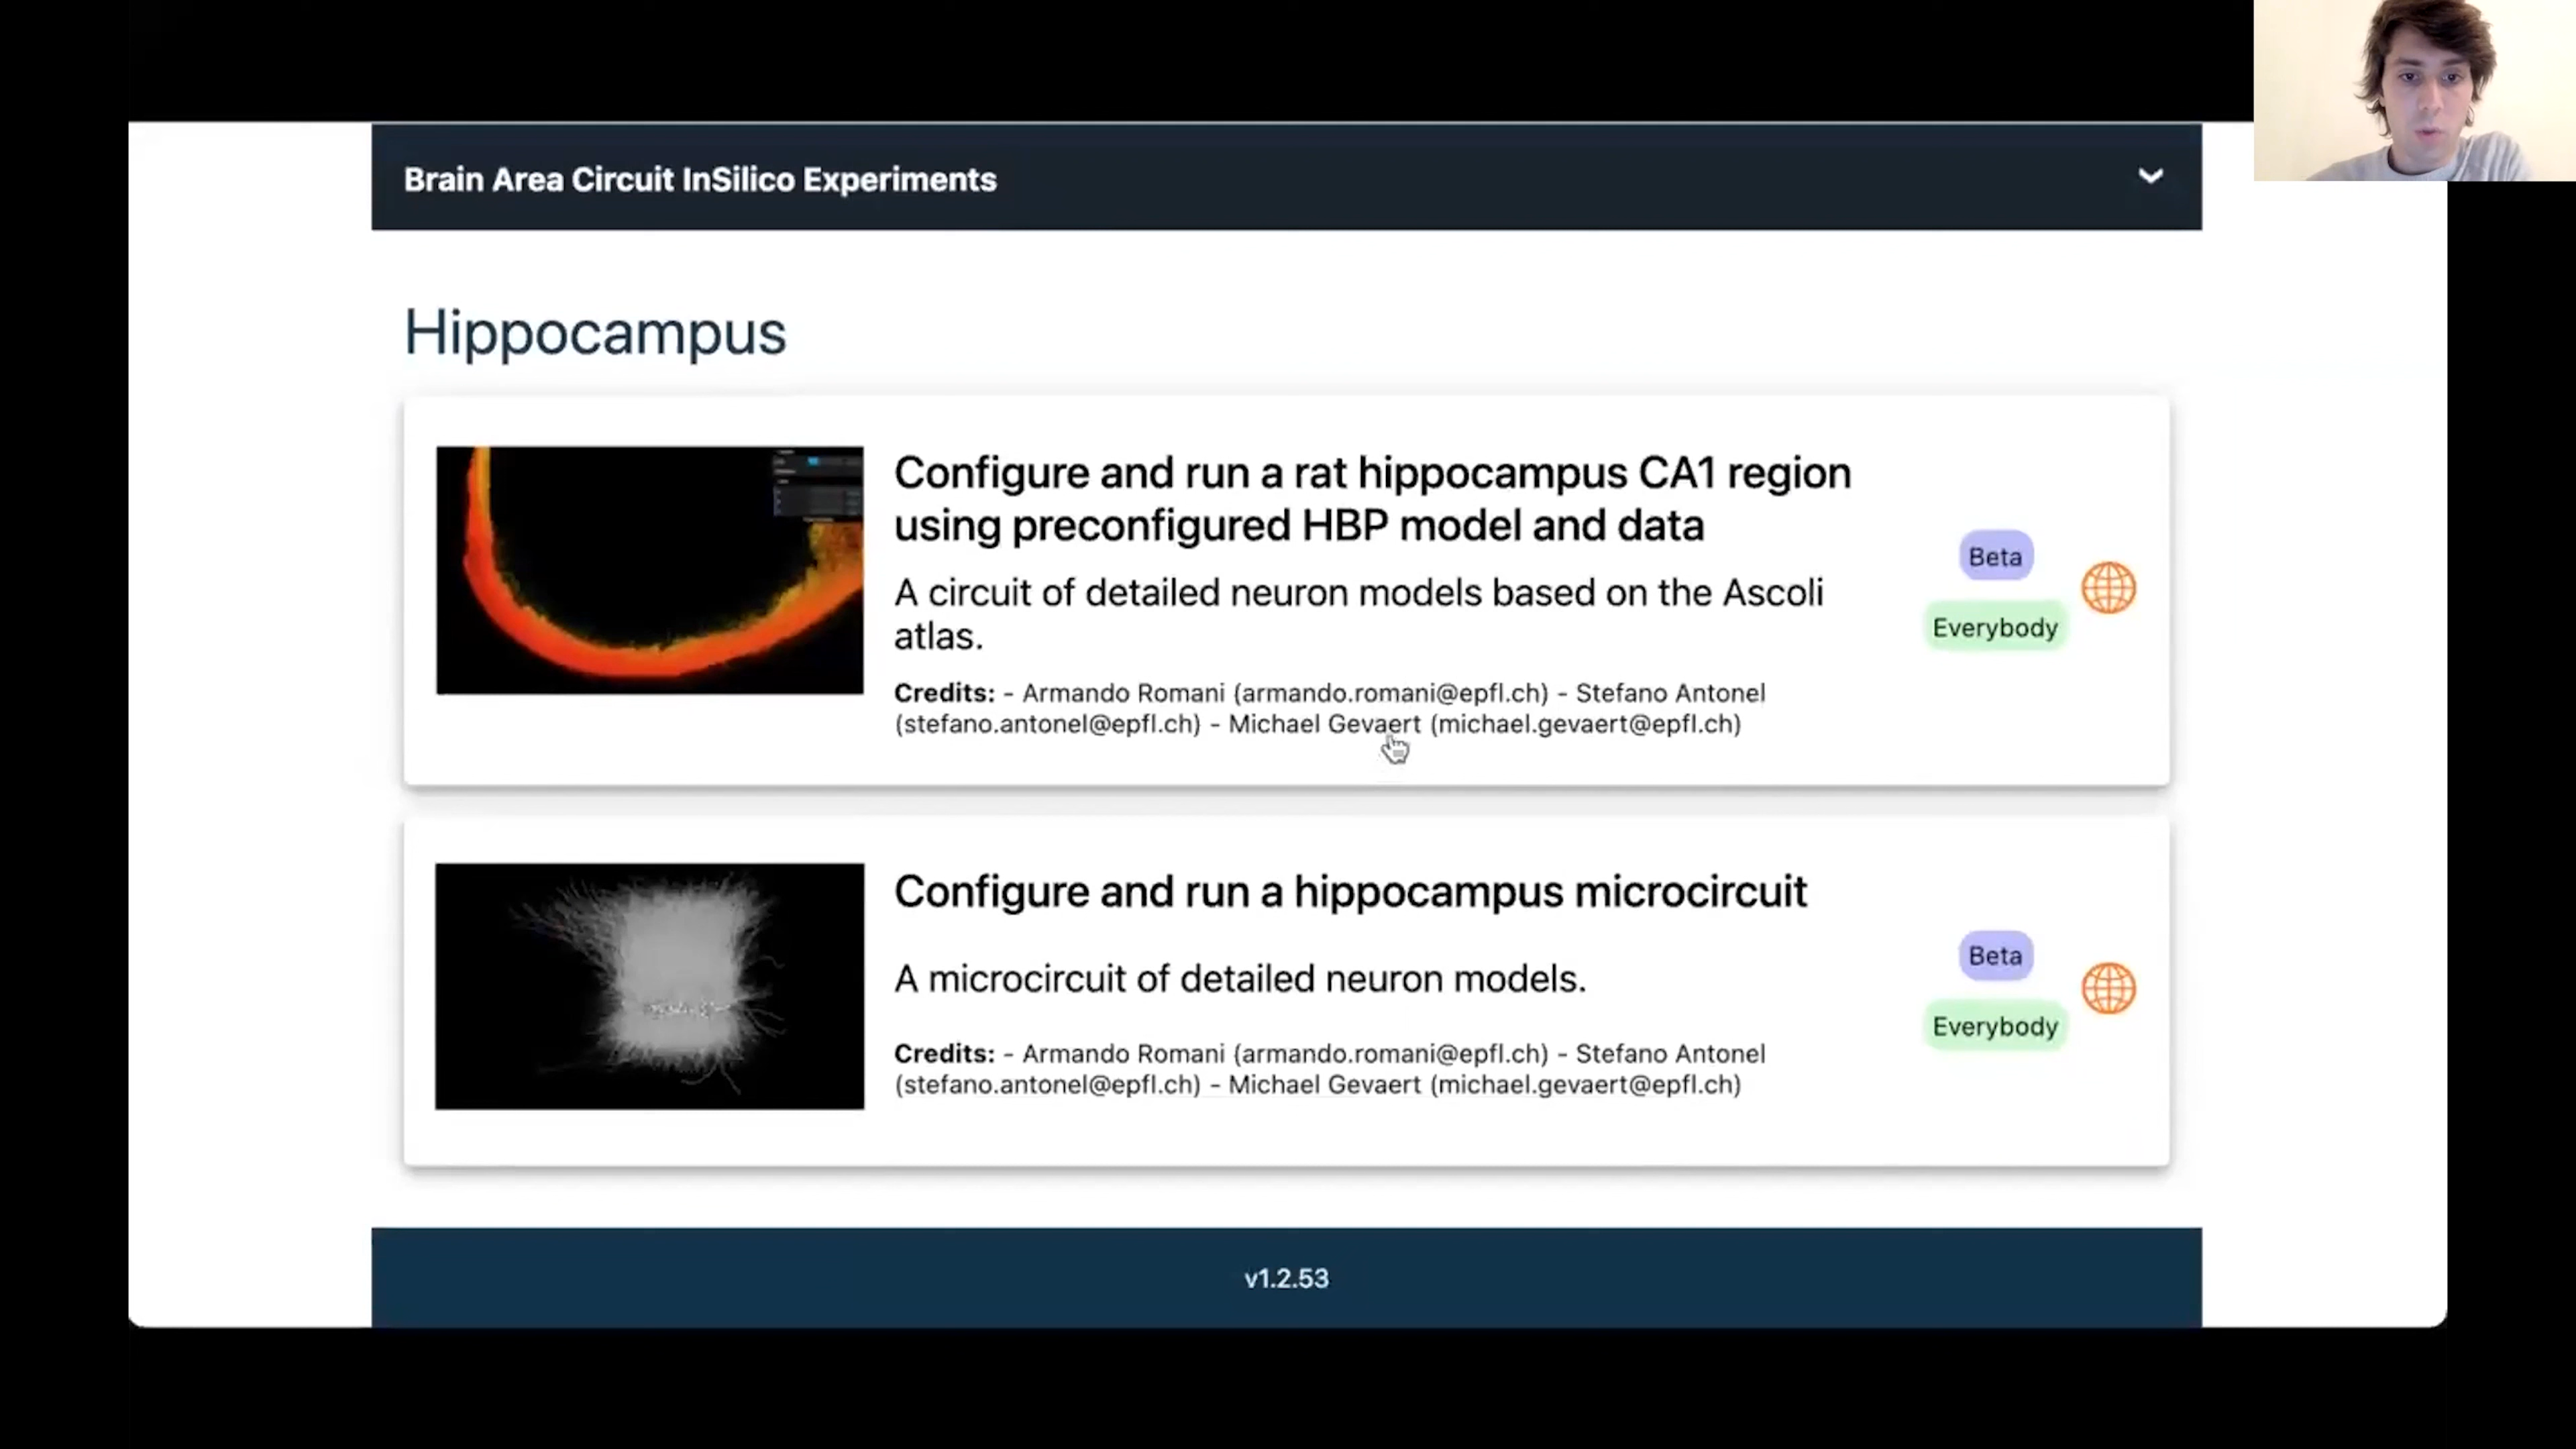 Brain Area Circuit InSilico Experiments
Hippocampus
Configure and run a rat hippocampus CA1 region
using preconfigured HBP model and data
A circuit of detailed neuron models based on the Ascoli
atlas.
Credits: - Armando Romani (armando.romani@epfl.ch) - Stefano Antonel
(stefano.antonel@epfl.ch) - Michael Gevaert (michael.gevaert@epfl.ch)
Beta
Everybody
Configure and run a hippocampus microcircuit
A microcircuit of detailed neuron models.
Credits: - Armando Romani (armando.romani@epfl.ch) - Stefano Antonel
(stefano.antonel@epfl.ch) - Michael Gevaert (michael.gevaert@epfl.ch)
Beta
Everybody
v1.2.53